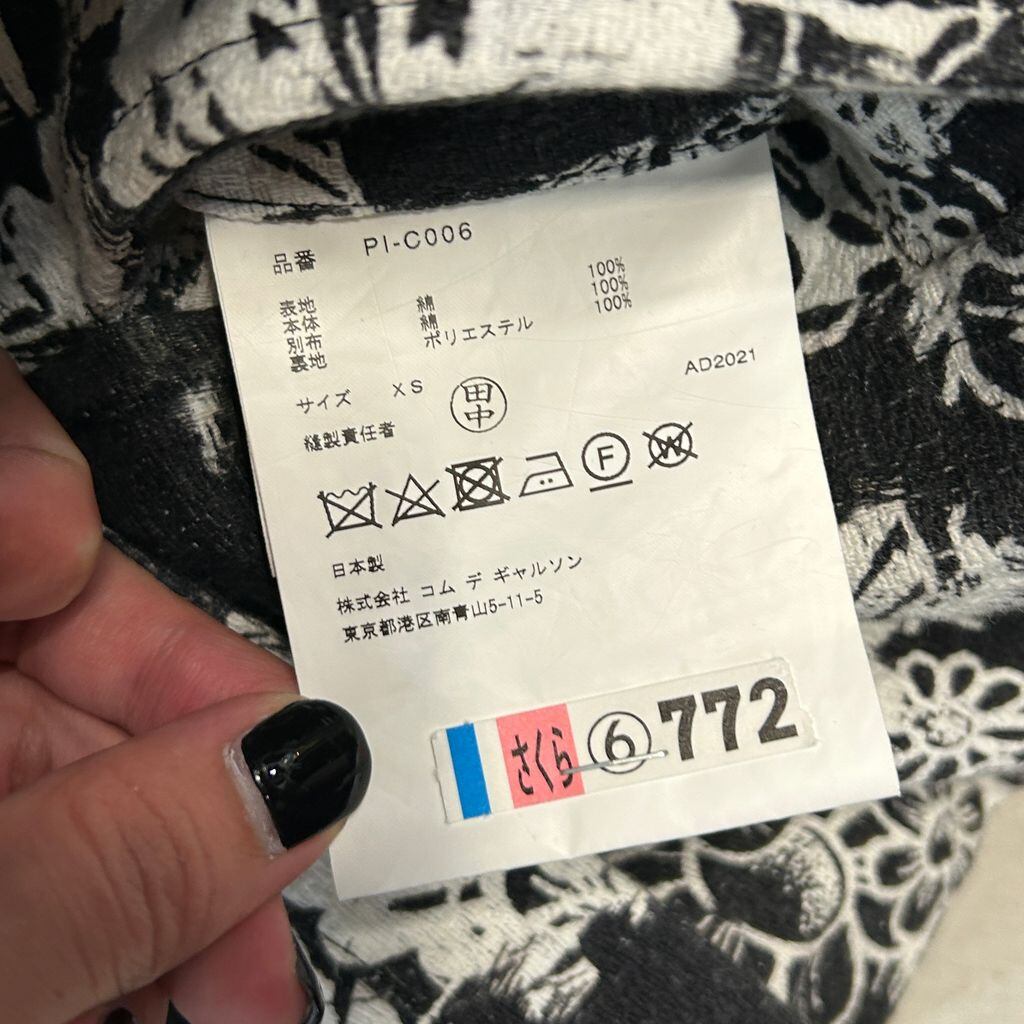 品番 PI-C006
表地
本体 綿 100%
別布 綿 100%
裏地 ポリエステル 100%
サイズ XS
AD2021
縫製責任者 田中
F
W
日本製
株式会社 コム デ ギャルソン
東京都港区南青山5-11-5
さくら ⑥ 772